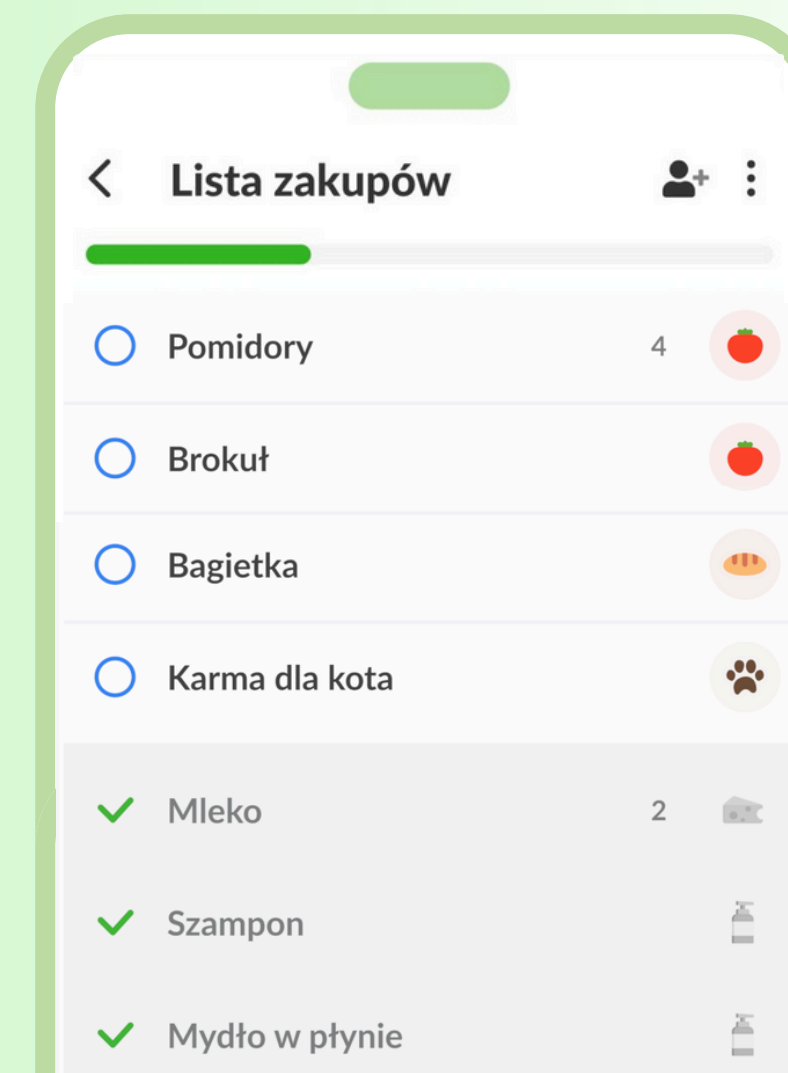 Lista zakupów
Pomidory 4
Brokuł
Bagietka
Karma dla kota
Mleko 2
Szampon
Mydło w płynie